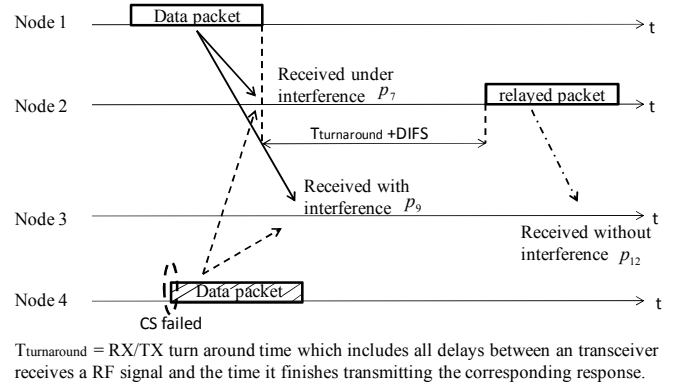 Node 1
Data packet
t
Received under
interference p7
Node 2
relayed packet
t
Tturnaround +DIFS
Received with
interference p9
Node 3
t
Received without
interference p12
Node 4
Data packet
t
CS failed
Tturnaround = RX/TX turn around time which includes all delays between an transceiver
receives a RF signal and the time it finishes transmitting the corresponding response.